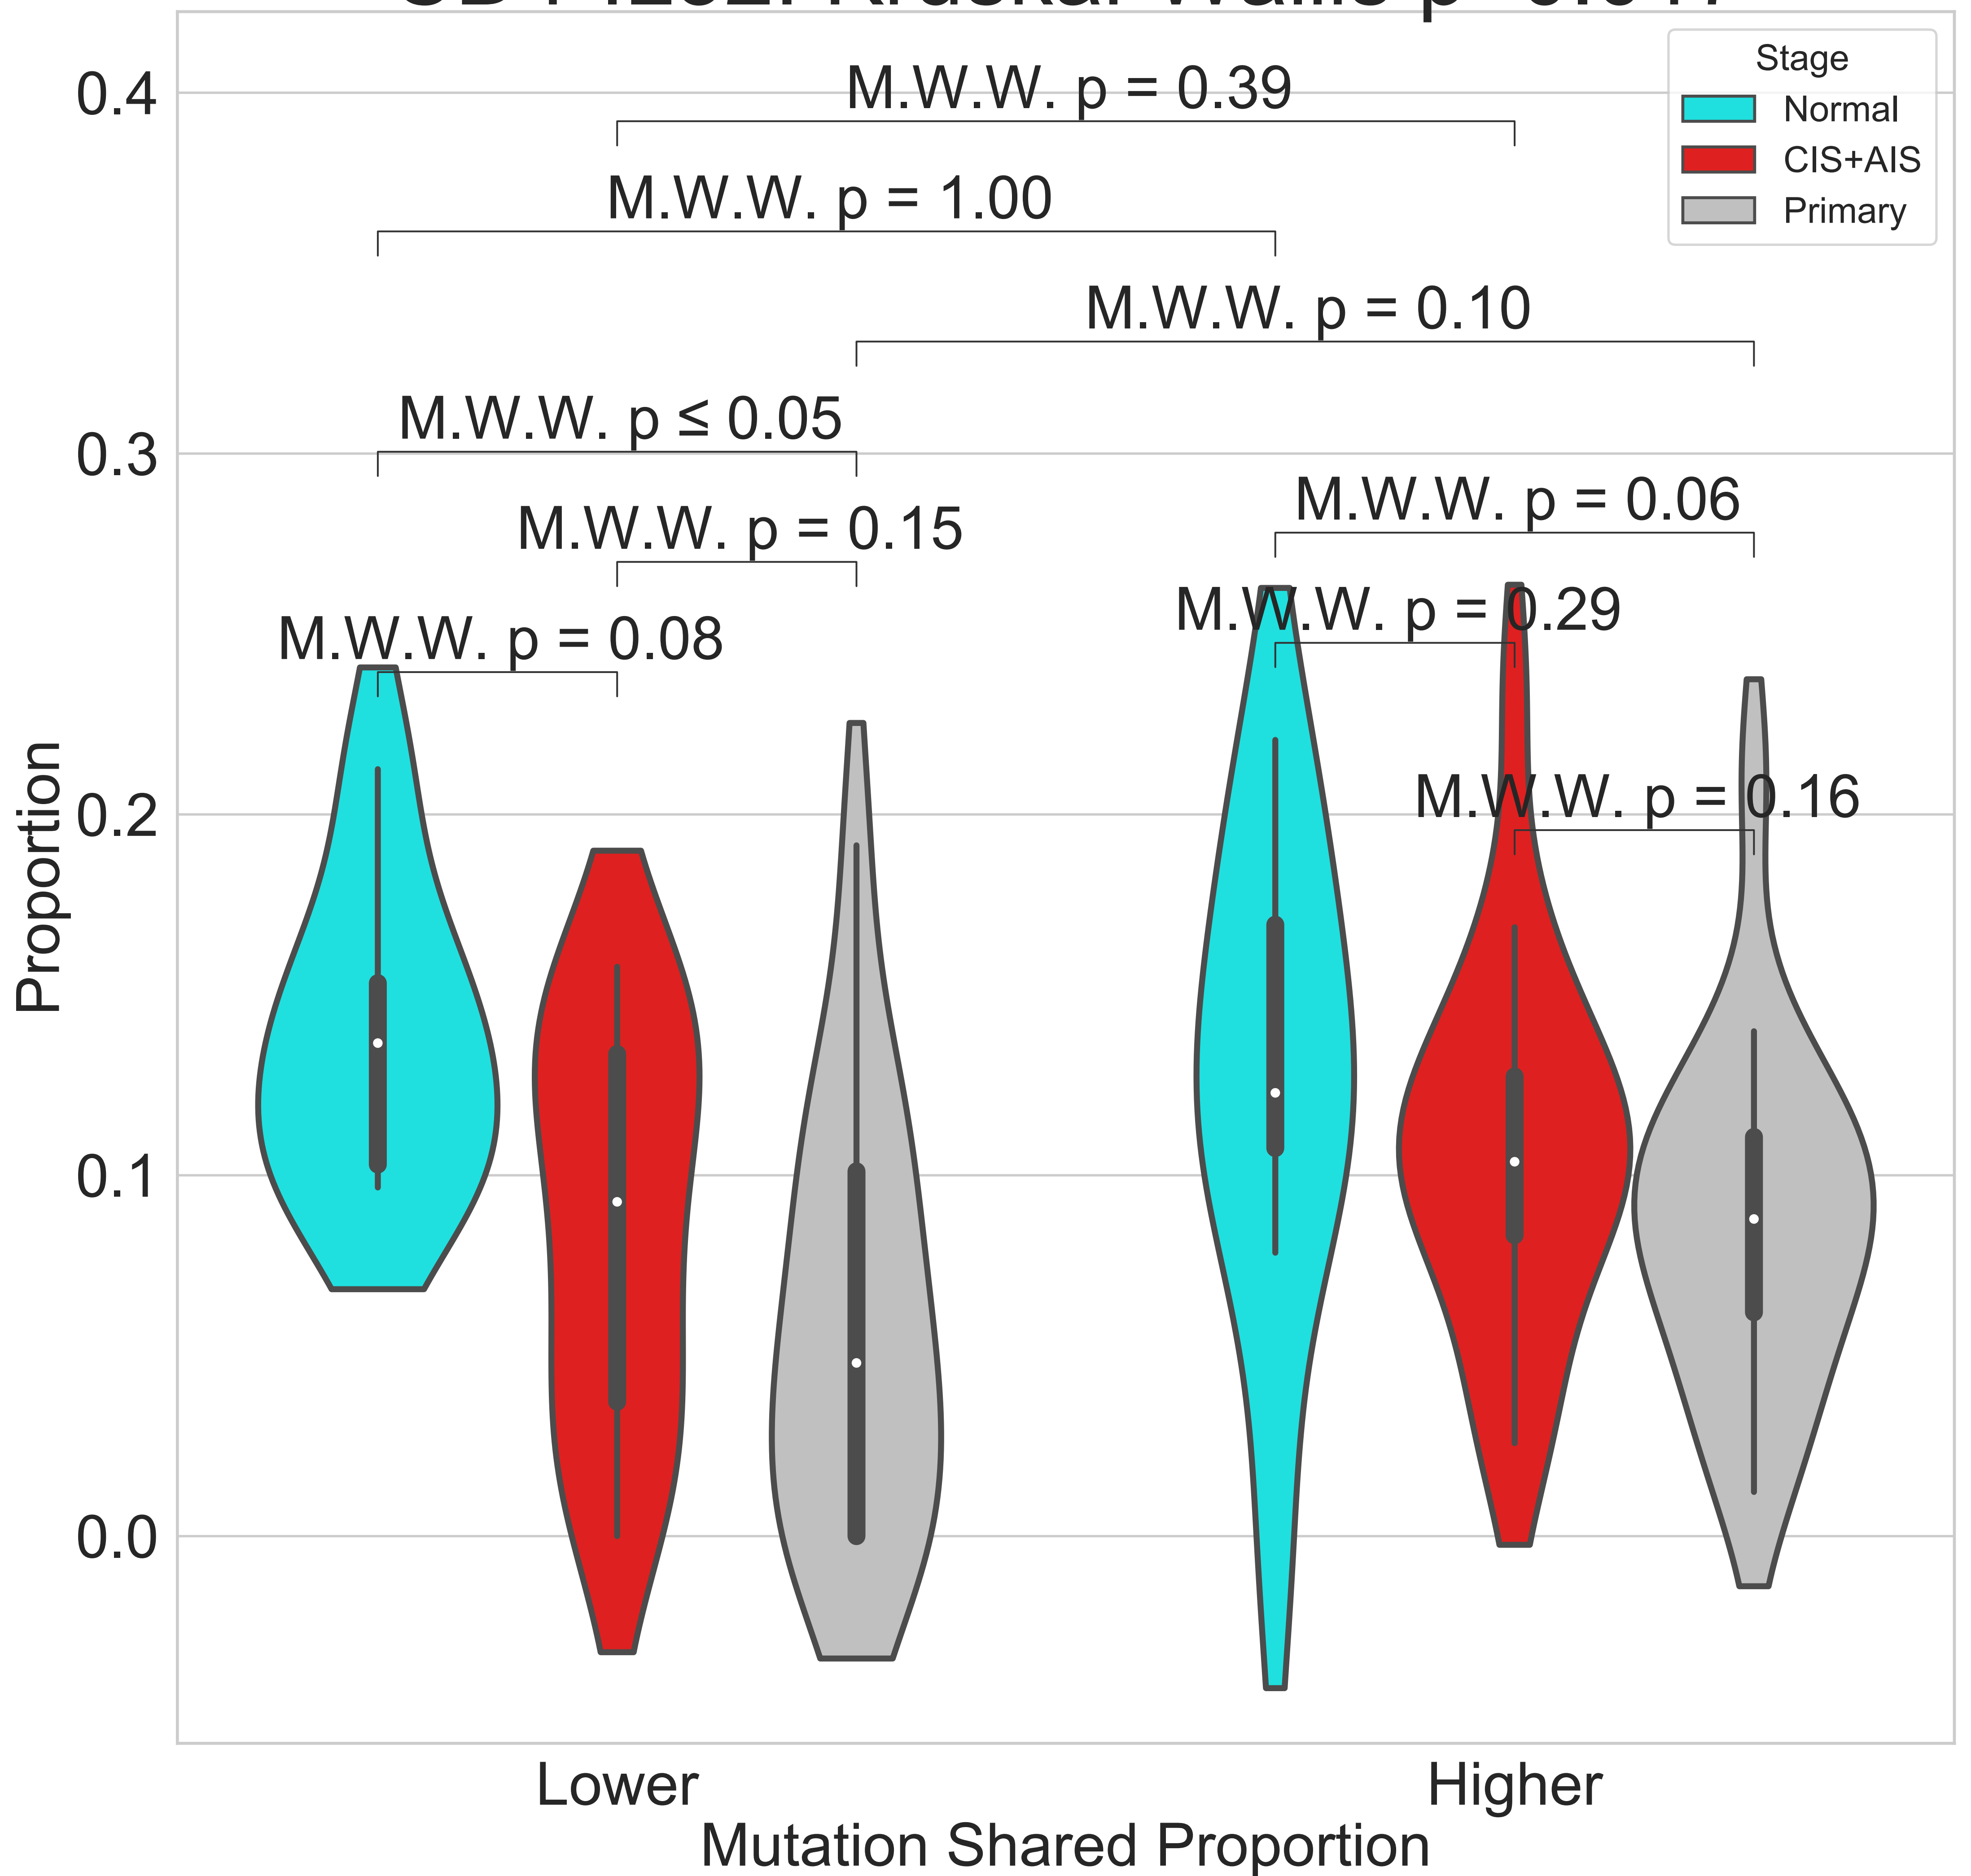 Stage
Normal
CIS+AIS
Primary
M.W.W. p = 0.39
M.W.W. p = 1.00
M.W.W. p = 0.10
M.W.W. p ≤ 0.05
M.W.W. p = 0.06
M.W.W. p = 0.15
M.W.W. p = 0.29
M.W.W. p = 0.08
M.W.W. p = 0.16
0.4
0.3
0.2
0.1
0.0
Proportion
Lower
Higher
Mutation Shared Proportion